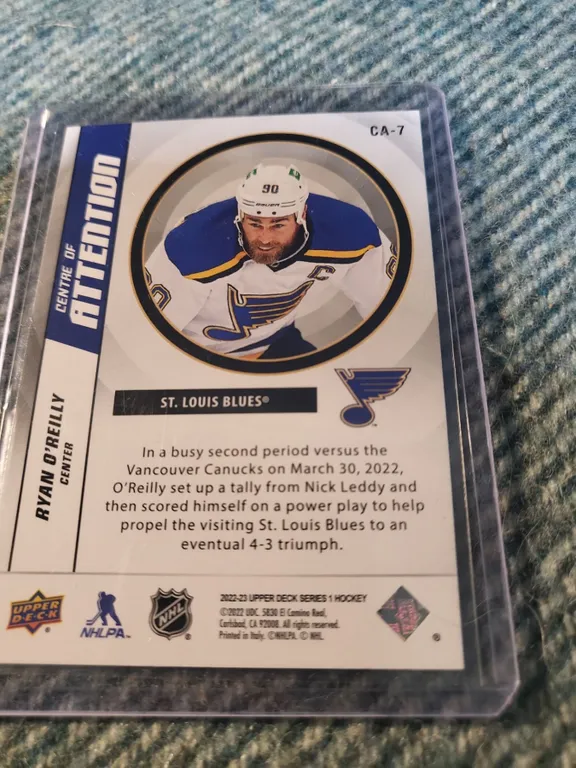 CA-7
CENTRE OF
ATTENTION
90
BAUER
C
90
RYAN O'REILLY
CENTER
ST. LOUIS BLUES®
In a busy second period versus the
Vancouver Canucks on March 30, 2022,
O'Reilly set up a tally from Nick Leddy and
then scored himself on a power play to help
propel the visiting St. Louis Blues to an
eventual 4-3 triumph.
UPPER
DECK
NHLPA™
NHL®
2022-23 UPPER DECK SERIES 1 HOCKEY
©2022 UDC. 5830 El Camino Real,
Carlsbad, CA 92008. All rights reserved.
Printed in Italy. ©NHLPA. © NHL.
®